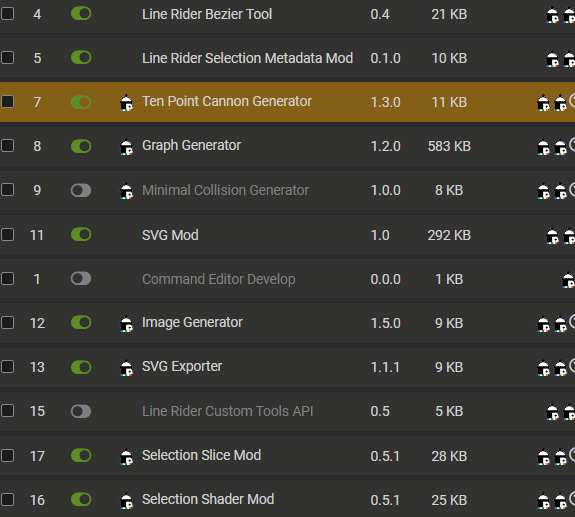 4 Line Rider Bezier Tool 0.4 21 KB
5 Line Rider Selection Metadata Mod 0.1.0 10 KB
7 Ten Point Cannon Generator 1.3.0 11 KB
8 Graph Generator 1.2.0 583 KB
9 Minimal Collision Generator 1.0.0 8 KB
11 SVG Mod 1.0 292 KB
1 Command Editor Develop 0.0.0 1 KB
12 Image Generator 1.5.0 9 KB
13 SVG Exporter 1.1.1 9 KB
15 Line Rider Custom Tools API 0.5 5 KB
17 Selection Slice Mod 0.5.1 28 KB
16 Selection Shader Mod 0.5.1 25 KB